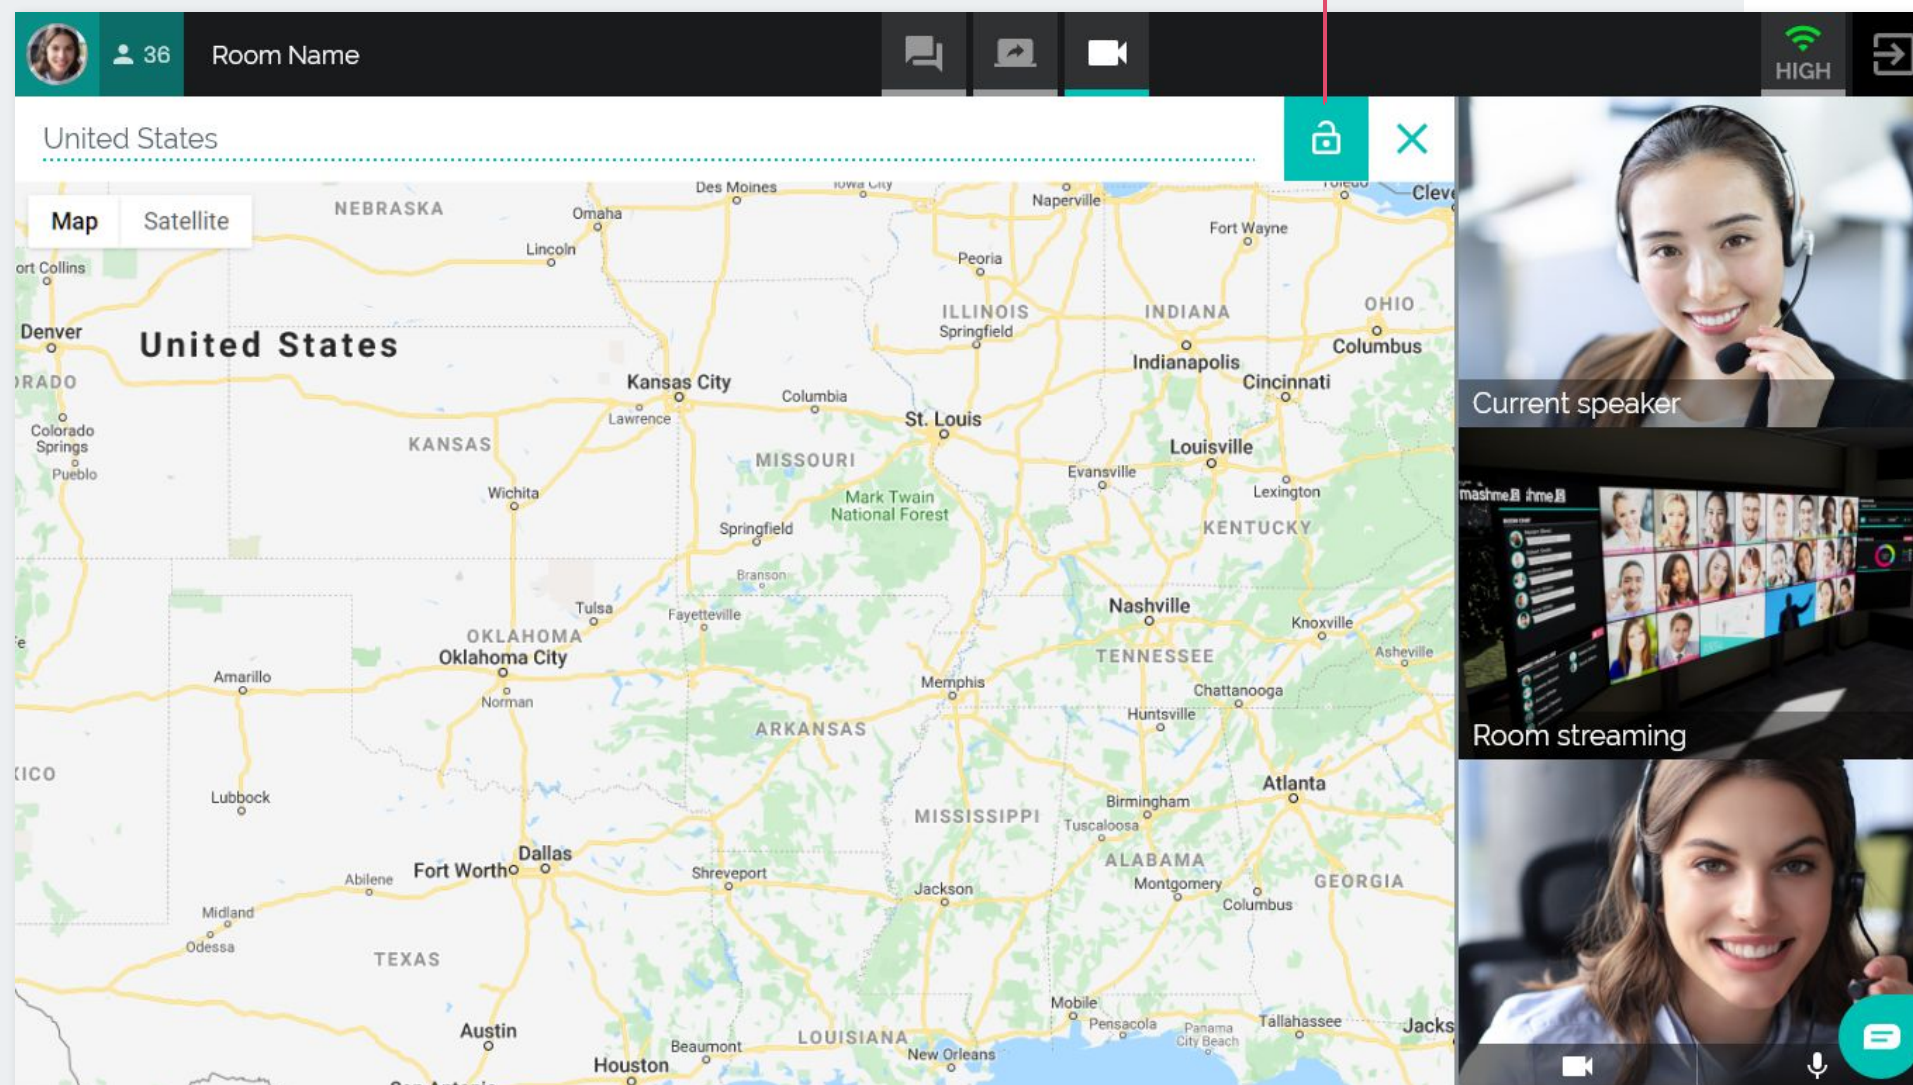 36
Room Name
HIGH
United States
Map
Satellite
NEBRASKA
Omaha
Lincoln
Des Moines
Iowa City
Naperville
Toledo
Cleve
Fort Wayne
Peoria
ort Collins
ILLINOIS
Springfield
INDIANA
OHIO
Denver
United States
Columbus
Indianapolis
ORADO
Kansas City
Columbia
Cincinnati
Lawrence
St. Louis
Colorado
Springs
Pueblo
KANSAS
MISSOURI
Louisville
Evansville
Wichita
Lexington
Mark Twain
National Forest
Springfield
KENTUCKY
Branson
Tulsa
Fayetteville
Nashville
Knoxville
OKLAHOMA
Oklahoma City
TENNESSEE
Asheville
Amarillo
Norman
Memphis
Chattanooga
Huntsville
ARKANSAS
XICO
Lubbock
Atlanta
MISSISSIPPI
Birmingham
Tuscaloosa
Dallas
Fort Worth
ALABAMA
Abilene
Shreveport
Jackson
Montgomery
GEORGIA
Columbus
Midland
Odessa
TEXAS
Mobile
Pensacola
Panama
City Beach
Tallahassee
Jacks
Austin
Beaumont
LOUISIANA
New Orleans
Houston
San Antonio
Current speaker
mashme
hme
Room streaming